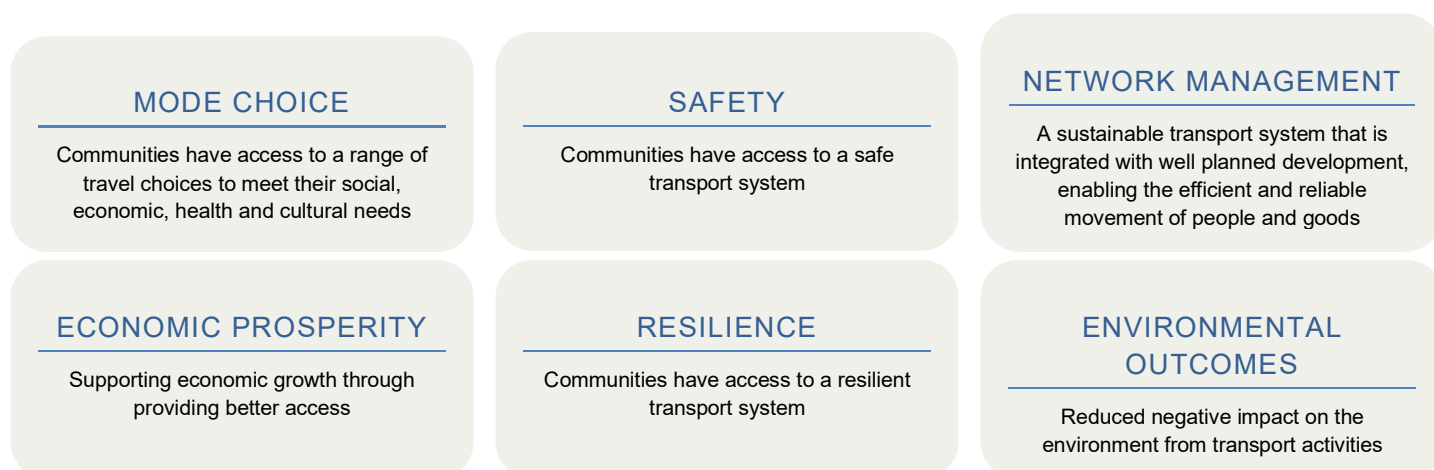 MODE CHOICE
Communities have access to a range of
travel choices to meet their social,
economic, health and cultural needs
SAFETY
Communities have access to a safe
transport system
NETWORK MANAGEMENT
A sustainable transport system that is
integrated with well planned development,
enabling the efficient and reliable
movement of people and goods
ECONOMIC PROSPERITY
Supporting economic growth through
providing better access
RESILIENCE
Communities have access to a resilient
transport system
ENVIRONMENTAL
OUTCOMES
Reduced negative impact on the
environment from transport activities